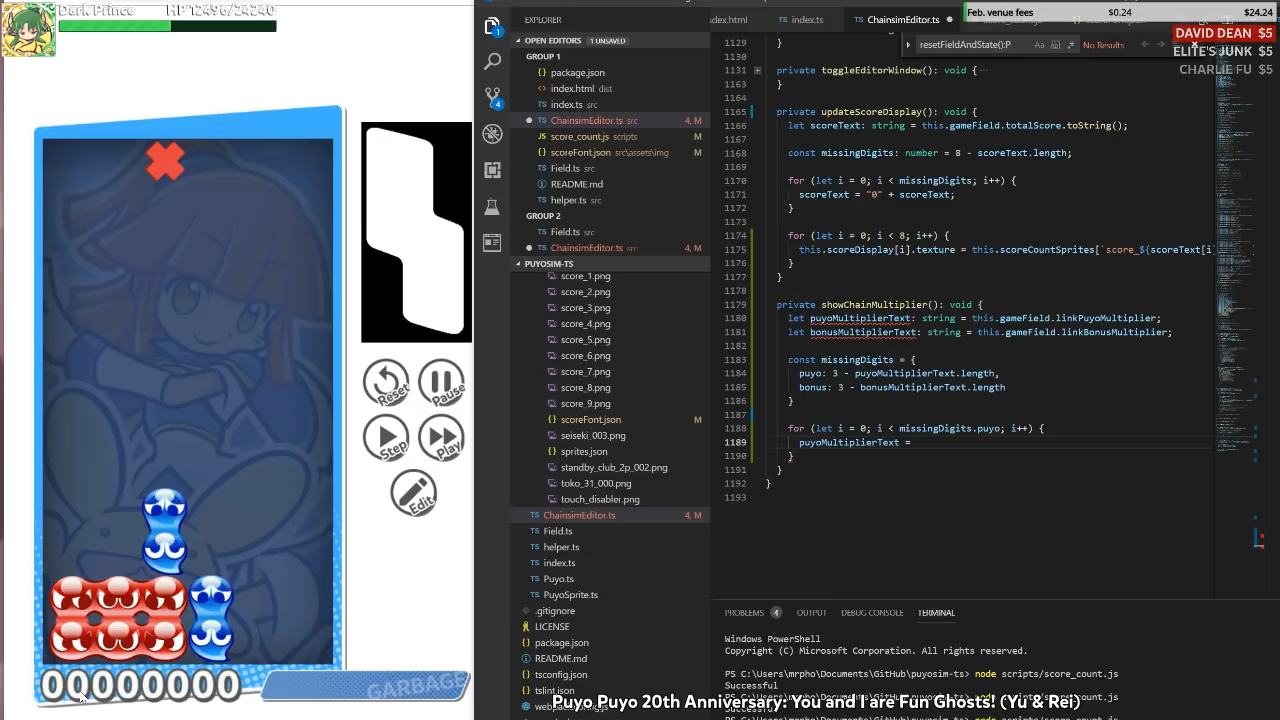 Dark Prince HP 12496/24240
Reset
Pause
Step
Play
Edit
00000000
GARBAGE
EXPLORER
OPEN EDITORS 1 UNSAVED
GROUP 1
package.json
index.html dist
index.ts src
ChainsimEditor.ts src 4, M
score_count.js scripts M
scoreFont.json src\assets\img M
Field.ts src
README.md
helper.ts src
GROUP 2
Field.ts src
ChainsimEditor.ts src 4, M
PUYOSIM-TS
score_1.png
score_2.png
score_3.png
score_4.png
score_5.png
score_6.png
score_7.png
score_8.png
score_9.png
scoreFont.json M
seiseki_003.png
sprites.json
standby_club_2p_002.png
toko_31_000.png
touch_disabler.png
ChainsimEditor.ts 4, M
Field.ts
helper.ts
index.ts
Puyo.ts
PuyoSprite.ts
.gitignore
LICENSE
package.json
README.md
tsconfig.json
tslint.json
index.html
index.ts
ChainsimEditor.ts
resetFieldAndState():P
No Results
Feb. venue fees $0.24 $24.24
DAVID DEAN $5
ELITE'S JUNK $5
CHARLIE FU $5
1129 }
1130
1131 private toggleEditorWindow(): void {
1163 }
1164
1165 private updateScoreDisplay(): void {
1166 let scoreText: string = this.gameField.totalScore.toString();
1167
1168 const missingDigits: number = 8 - scoreText.length;
1169
1170 for (let i = 0; i < missingDigits; i++) {
1171 scoreText = "0" + scoreText;
1172 }
1173
1174 for (let i = 0; i < 8; i++) {
1175 this.scoreDisplay[i].texture = this.scoreCountSprites[`score_${scoreText[i
1176 }
1177 }
1178
1179 private showChainMultiplier(): void {
1180 let puyoMultiplierText: string = this.gameField.linkPuyoMultiplier;
1181 let bonusMultiplierText: string = this.gameField.linkBonusMultiplier;
1182
1183 const missingDigits = {
1184 puyo: 3 - puyoMultiplierText.length,
1185 bonus: 3 - bonusMultiplierText.length
1186 }
1187
1188 for (let i = 0; i < missingDigits.puyo; i++) {
1189 puyoMultiplierText =
1190 }
1191 }
1192 }
1193
PROBLEMS 4 OUTPUT DEBUG CONSOLE TERMINAL
Windows PowerShell
Copyright (C) Microsoft Corporation. All rights reserved.
PS C:\Users\mrpho\Documents\GitHub\puyosim-ts> node scripts/score_count.js
Successful
PS C:\Users\mrpho\Documents\GitHub\puyosim-ts> node scripts/score_count.js
Puyo Puyo 20th Anniversary: You and I are Fun Ghosts! (Yu & Rei)